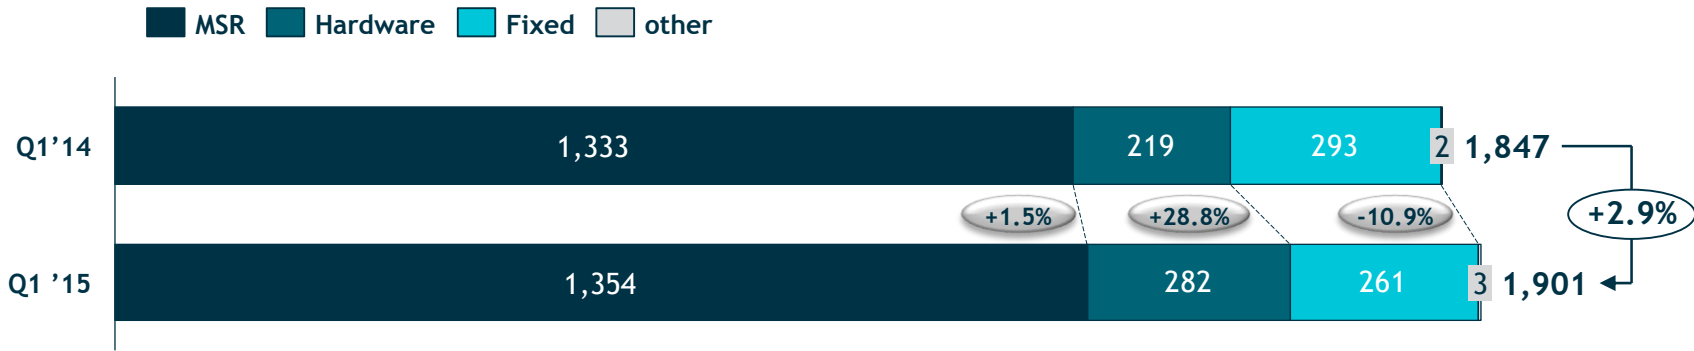 MSR Hardware Fixed other
Q1’14 1,333 219 293 2 1,847
+1.5% +28.8% -10.9% +2.9%
Q1 ’15 1,354 282 261 3 1,901